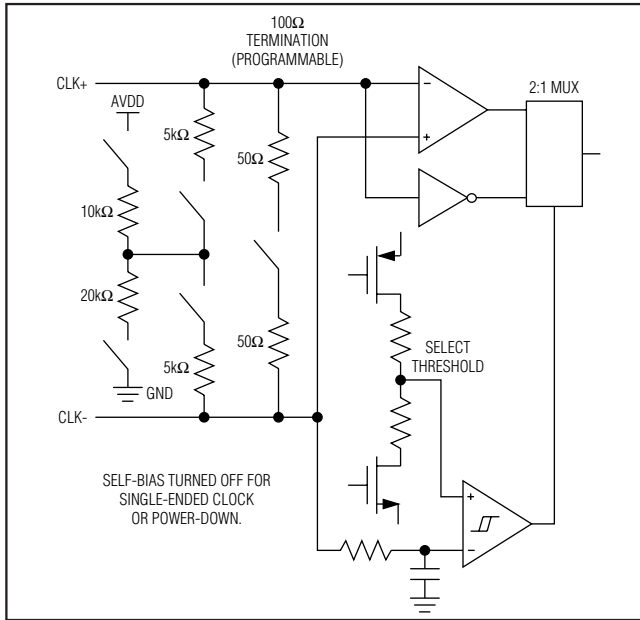 100Ω
TERMINATION
(PROGRAMMABLE)
2:1 MUX
CLK+
AVDD
5kΩ
50Ω
10kΩ
20kΩ
50Ω
SELECT
THRESHOLD
5kΩ
GND
CLK-
SELF-BIAS TURNED OFF FOR
SINGLE-ENDED CLOCK
OR POWER-DOWN.
-
+
+
-